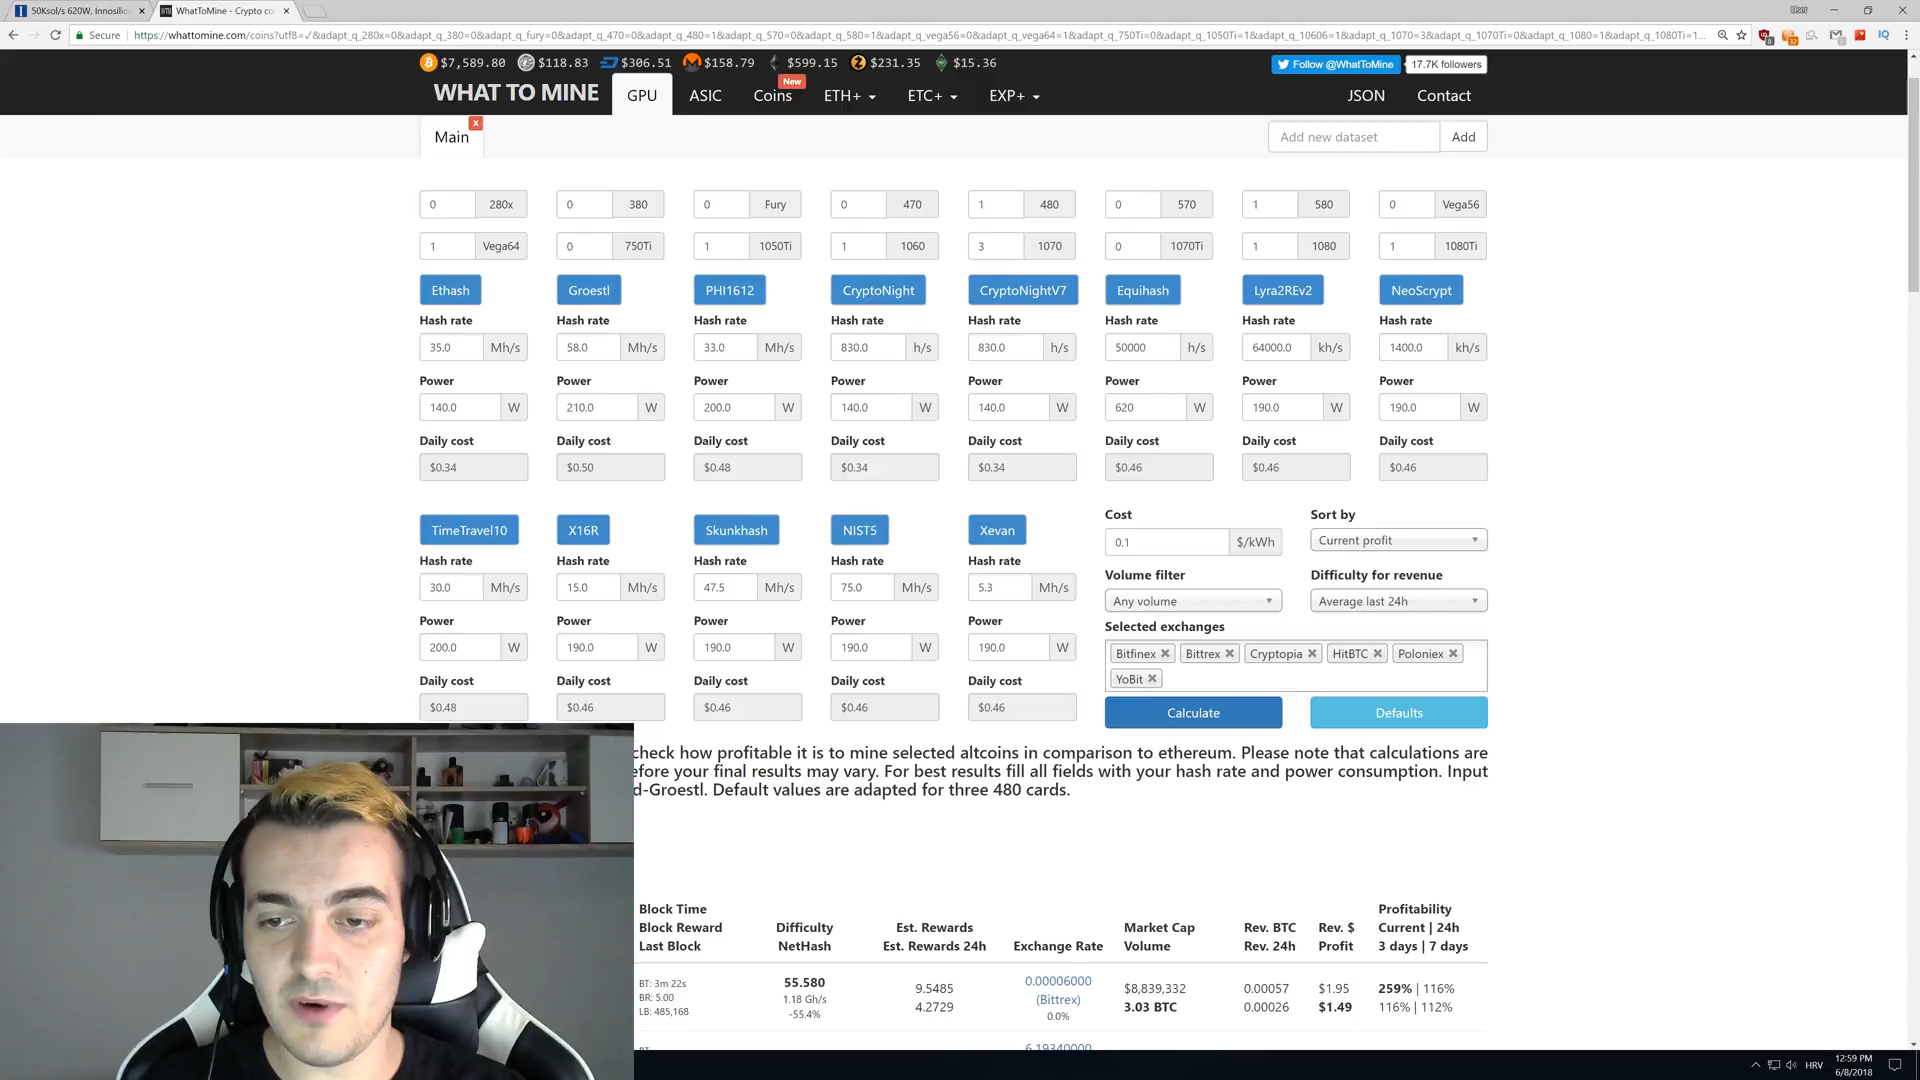 50Ksol/s 620W, Innosilic
WhatToMine - Crypto co
User
Secure
https://whattomine.com/coins?utf8=✓&adapt_q_280x=0&adapt_q_380=0&adapt_q_fury=0&adapt_q_470=0&adapt_q_480=1&adapt_q_570=0&adapt_q_580=1&adapt_q_vega56=0&adapt_q_vega64=1&adapt_q_750Ti=0&adapt_q_1050Ti=1&adapt_q_10606=1&adapt_q_1070=3&adapt_q_1070Ti=0&adapt_q_1080=1&adapt_q_1080Ti=1...
$7,589.80 $118.83 $306.51 $158.79 $599.15 $231.35 $15.36
Follow @WhatToMine 17.7K followers
WHAT TO MINE GPU ASIC Coins New ETH+ ETC+ EXP+ JSON Contact
Main x
Add new dataset Add
0 280x 0 380 0 Fury 0 470 1 480 0 570 1 580 0 Vega56
1 Vega64 0 750Ti 1 1050Ti 1 1060 3 1070 0 1070Ti 1 1080 1 1080Ti
Ethash Groestl PHI1612 CryptoNight CryptoNightV7 Equihash Lyra2REv2 NeoScrypt
Hash rate Hash rate Hash rate Hash rate Hash rate Hash rate Hash rate Hash rate
35.0 Mh/s 58.0 Mh/s 33.0 Mh/s 830.0 h/s 830.0 h/s 50000 h/s 64000.0 kh/s 1400.0 kh/s
Power Power Power Power Power Power Power Power
140.0 W 210.0 W 200.0 W 140.0 W 140.0 W 620 W 190.0 W 190.0 W
Daily cost Daily cost Daily cost Daily cost Daily cost Daily cost Daily cost Daily cost
$0.34 $0.50 $0.48 $0.34 $0.34 $0.46 $0.46 $0.46
TimeTravel10 X16R Skunkhash NIST5 Xevan
Hash rate Hash rate Hash rate Hash rate Hash rate
30.0 Mh/s 15.0 Mh/s 47.5 Mh/s 75.0 Mh/s 5.3 Mh/s
Power Power Power Power Power
200.0 W 190.0 W 190.0 W 190.0 W 190.0 W
Daily cost Daily cost Daily cost Daily cost Daily cost
$0.48 $0.46 $0.46 $0.46 $0.46
Cost Sort by
0.1 $/kWh Current profit
Volume filter Difficulty for revenue
Any volume Average last 24h
Selected exchanges
Bitfinex Bittrex Cryptopia HitBTC Poloniex
YoBit
Calculate Defaults
check how profitable it is to mine selected altcoins in comparison to ethereum. Please note that calculations are
efore your final results may vary. For best results fill all fields with your hash rate and power consumption. Input
d-Groestl. Default values are adapted for three 480 cards.
Block Time Profitability
Block Reward Difficulty Est. Rewards Market Cap Rev. BTC Rev. $ Current | 24h
Last Block NetHash Est. Rewards 24h Exchange Rate Volume Rev. 24h Profit 3 days | 7 days
BT: 3m 22s 55.580 9.5485 0.00006000 $8,839,332 0.00057 $1.95 259% | 116%
BR: 5.00 1.18 Gh/s (Bittrex)
LB: 485,168 -55.4% 4.2729 0.0% 3.03 BTC 0.00026 $1.49 116% | 112%
BT:
6.19340000
HRV 12:59 PM
6/8/2018